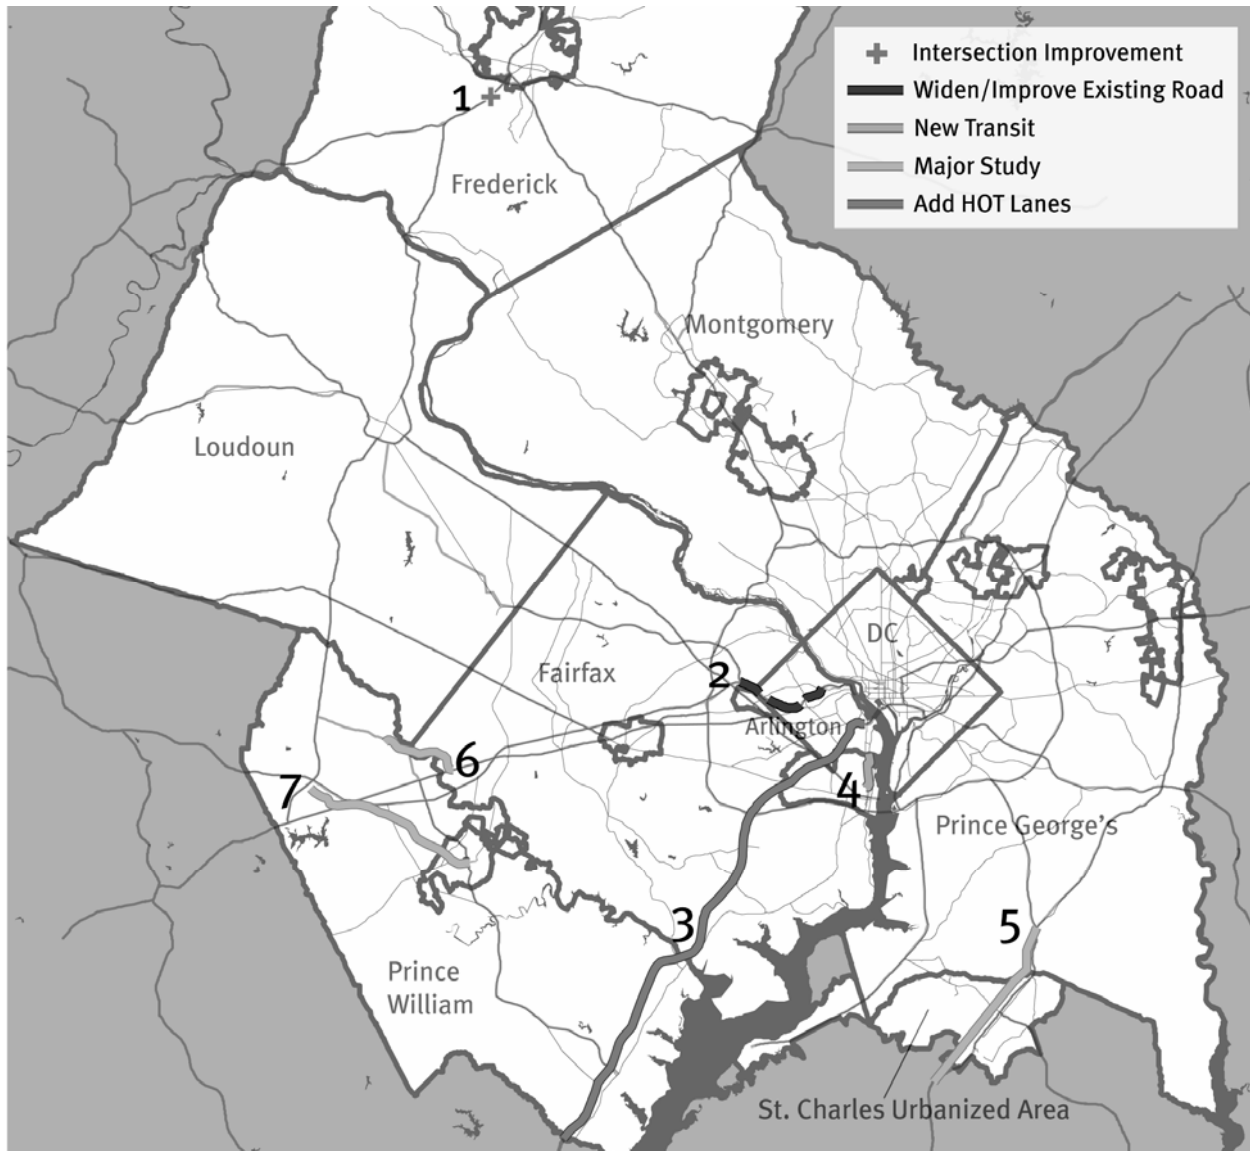 Intersection Improvement
Widen/Improve Existing Road
New Transit
Major Study
Add HOT Lanes
1
Frederick
Montgomery
Loudoun
DC
Fairfax
2
Arlington
6
7
4
Prince George's
3
5
Prince
William
St. Charles Urbanized Area